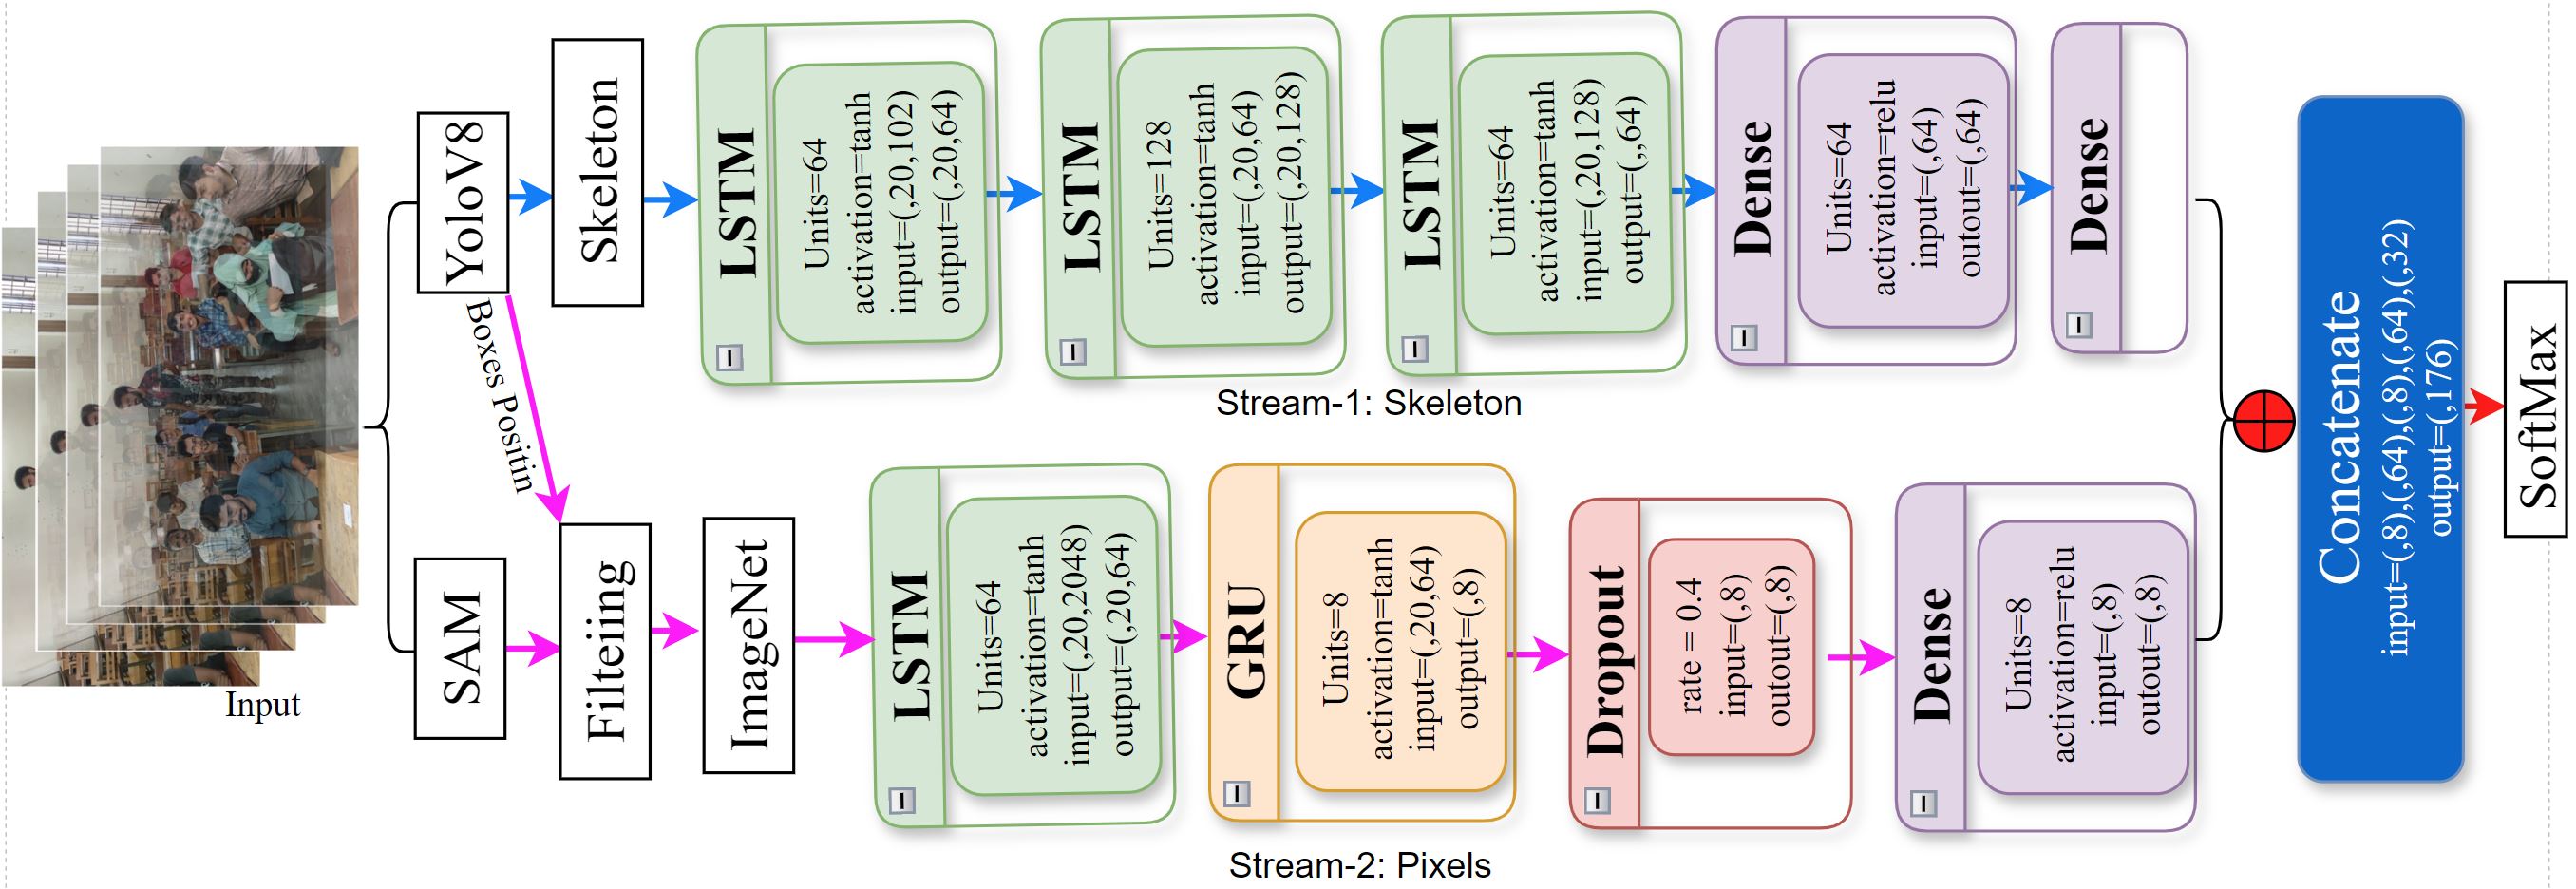 Input
YoloV8
Boxes Positin
Skeleton
LSTM
Units=64
activation=tanh
input=(,20,102)
output=(,20,64)
LSTM
Units=128
activation=tanh
input=(,20,64)
output=(,20,128)
LSTM
Units=64
activation=tanh
input=(,20,128)
output=(,,64)
Dense
Units=64
activation=relu
input=(,64)
outout=(,64)
Dense
Stream-1: Skeleton
SAM
Filteiing
ImageNet
LSTM
Units=64
activation=tanh
input=(,20,2048)
output=(,20,64)
GRU
Units=8
activation=tanh
input=(,20,64)
output=(,8)
Dropout
rate = 0.4
input=(,8)
outout=(,8)
Dense
Units=8
activation=relu
input=(,8)
outout=(,8)
Stream-2: Pixels
Concatenate
input=(,8),(,64),(,8),(,64),(,32)
output=(,176)
SoftMax